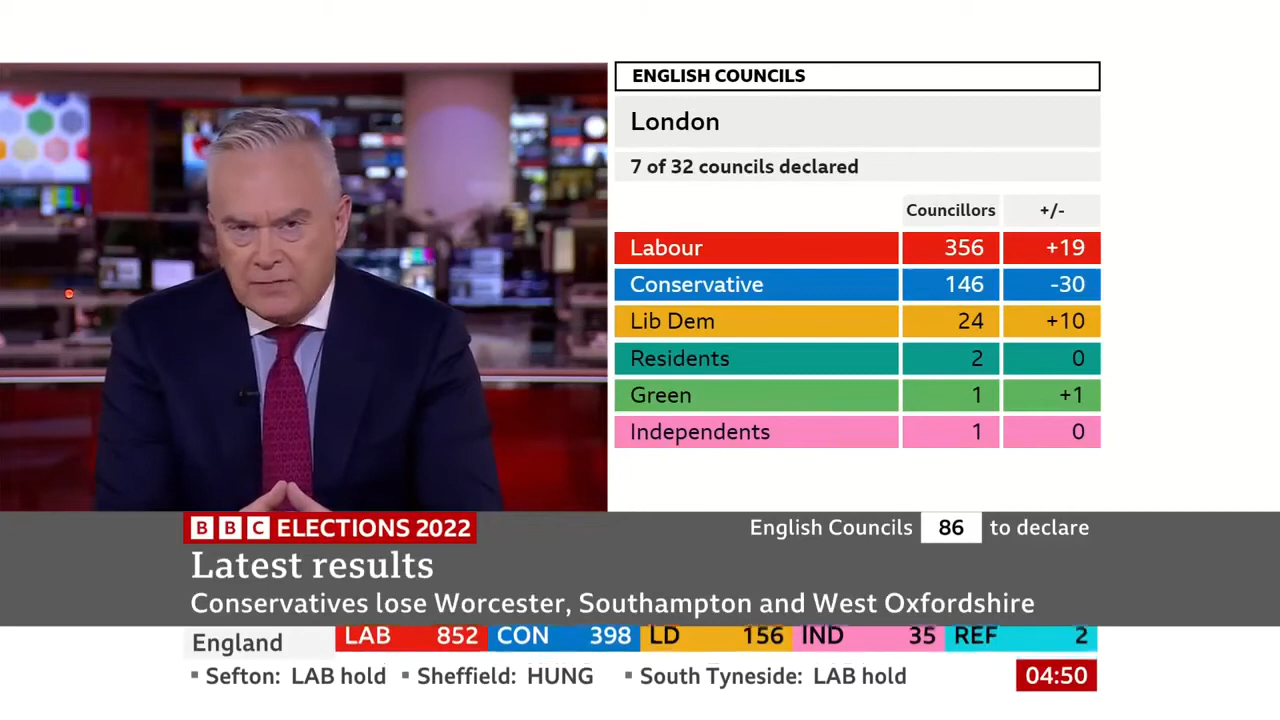 ENGLISH COUNCILS
London
7 of 32 councils declared
Councillors +/-
Labour 356 +19
Conservative 146 -30
Lib Dem 24 +10
Residents 2 0
Green 1 +1
Independents 1 0
BBC ELECTIONS 2022
English Councils 86 to declare
Latest results
Conservatives lose Worcester, Southampton and West Oxfordshire
England LAB 852 CON 398 LD 156 IND 35 REF 2
▪ Sefton: LAB hold ▪ Sheffield: HUNG ▪ South Tyneside: LAB hold
04:50